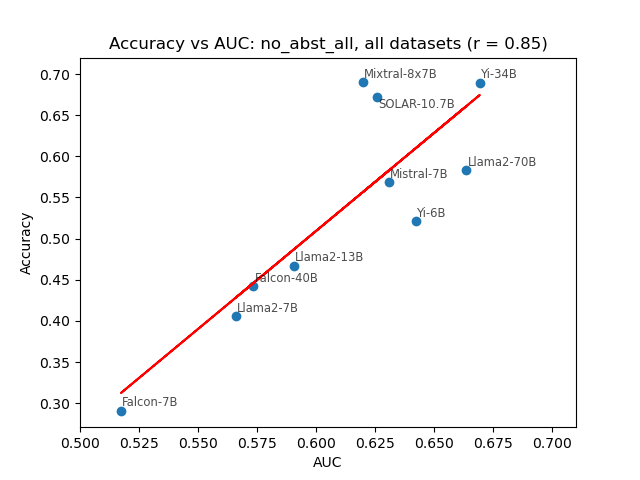 Accuracy vs AUC: no_abst_all, all datasets (r = 0.85)
0.70
0.65
0.60
0.55
0.50
0.45
0.40
0.35
0.30
Accuracy
Mixtral-8x7B
Yi-34B
SOLAR-10.7B
Llama2-70B
Mistral-7B
Yi-6B
Llama2-13B
Falcon-40B
Llama2-7B
Falcon-7B
0.500 0.525 0.550 0.575 0.600 0.625 0.650 0.675 0.700
AUC